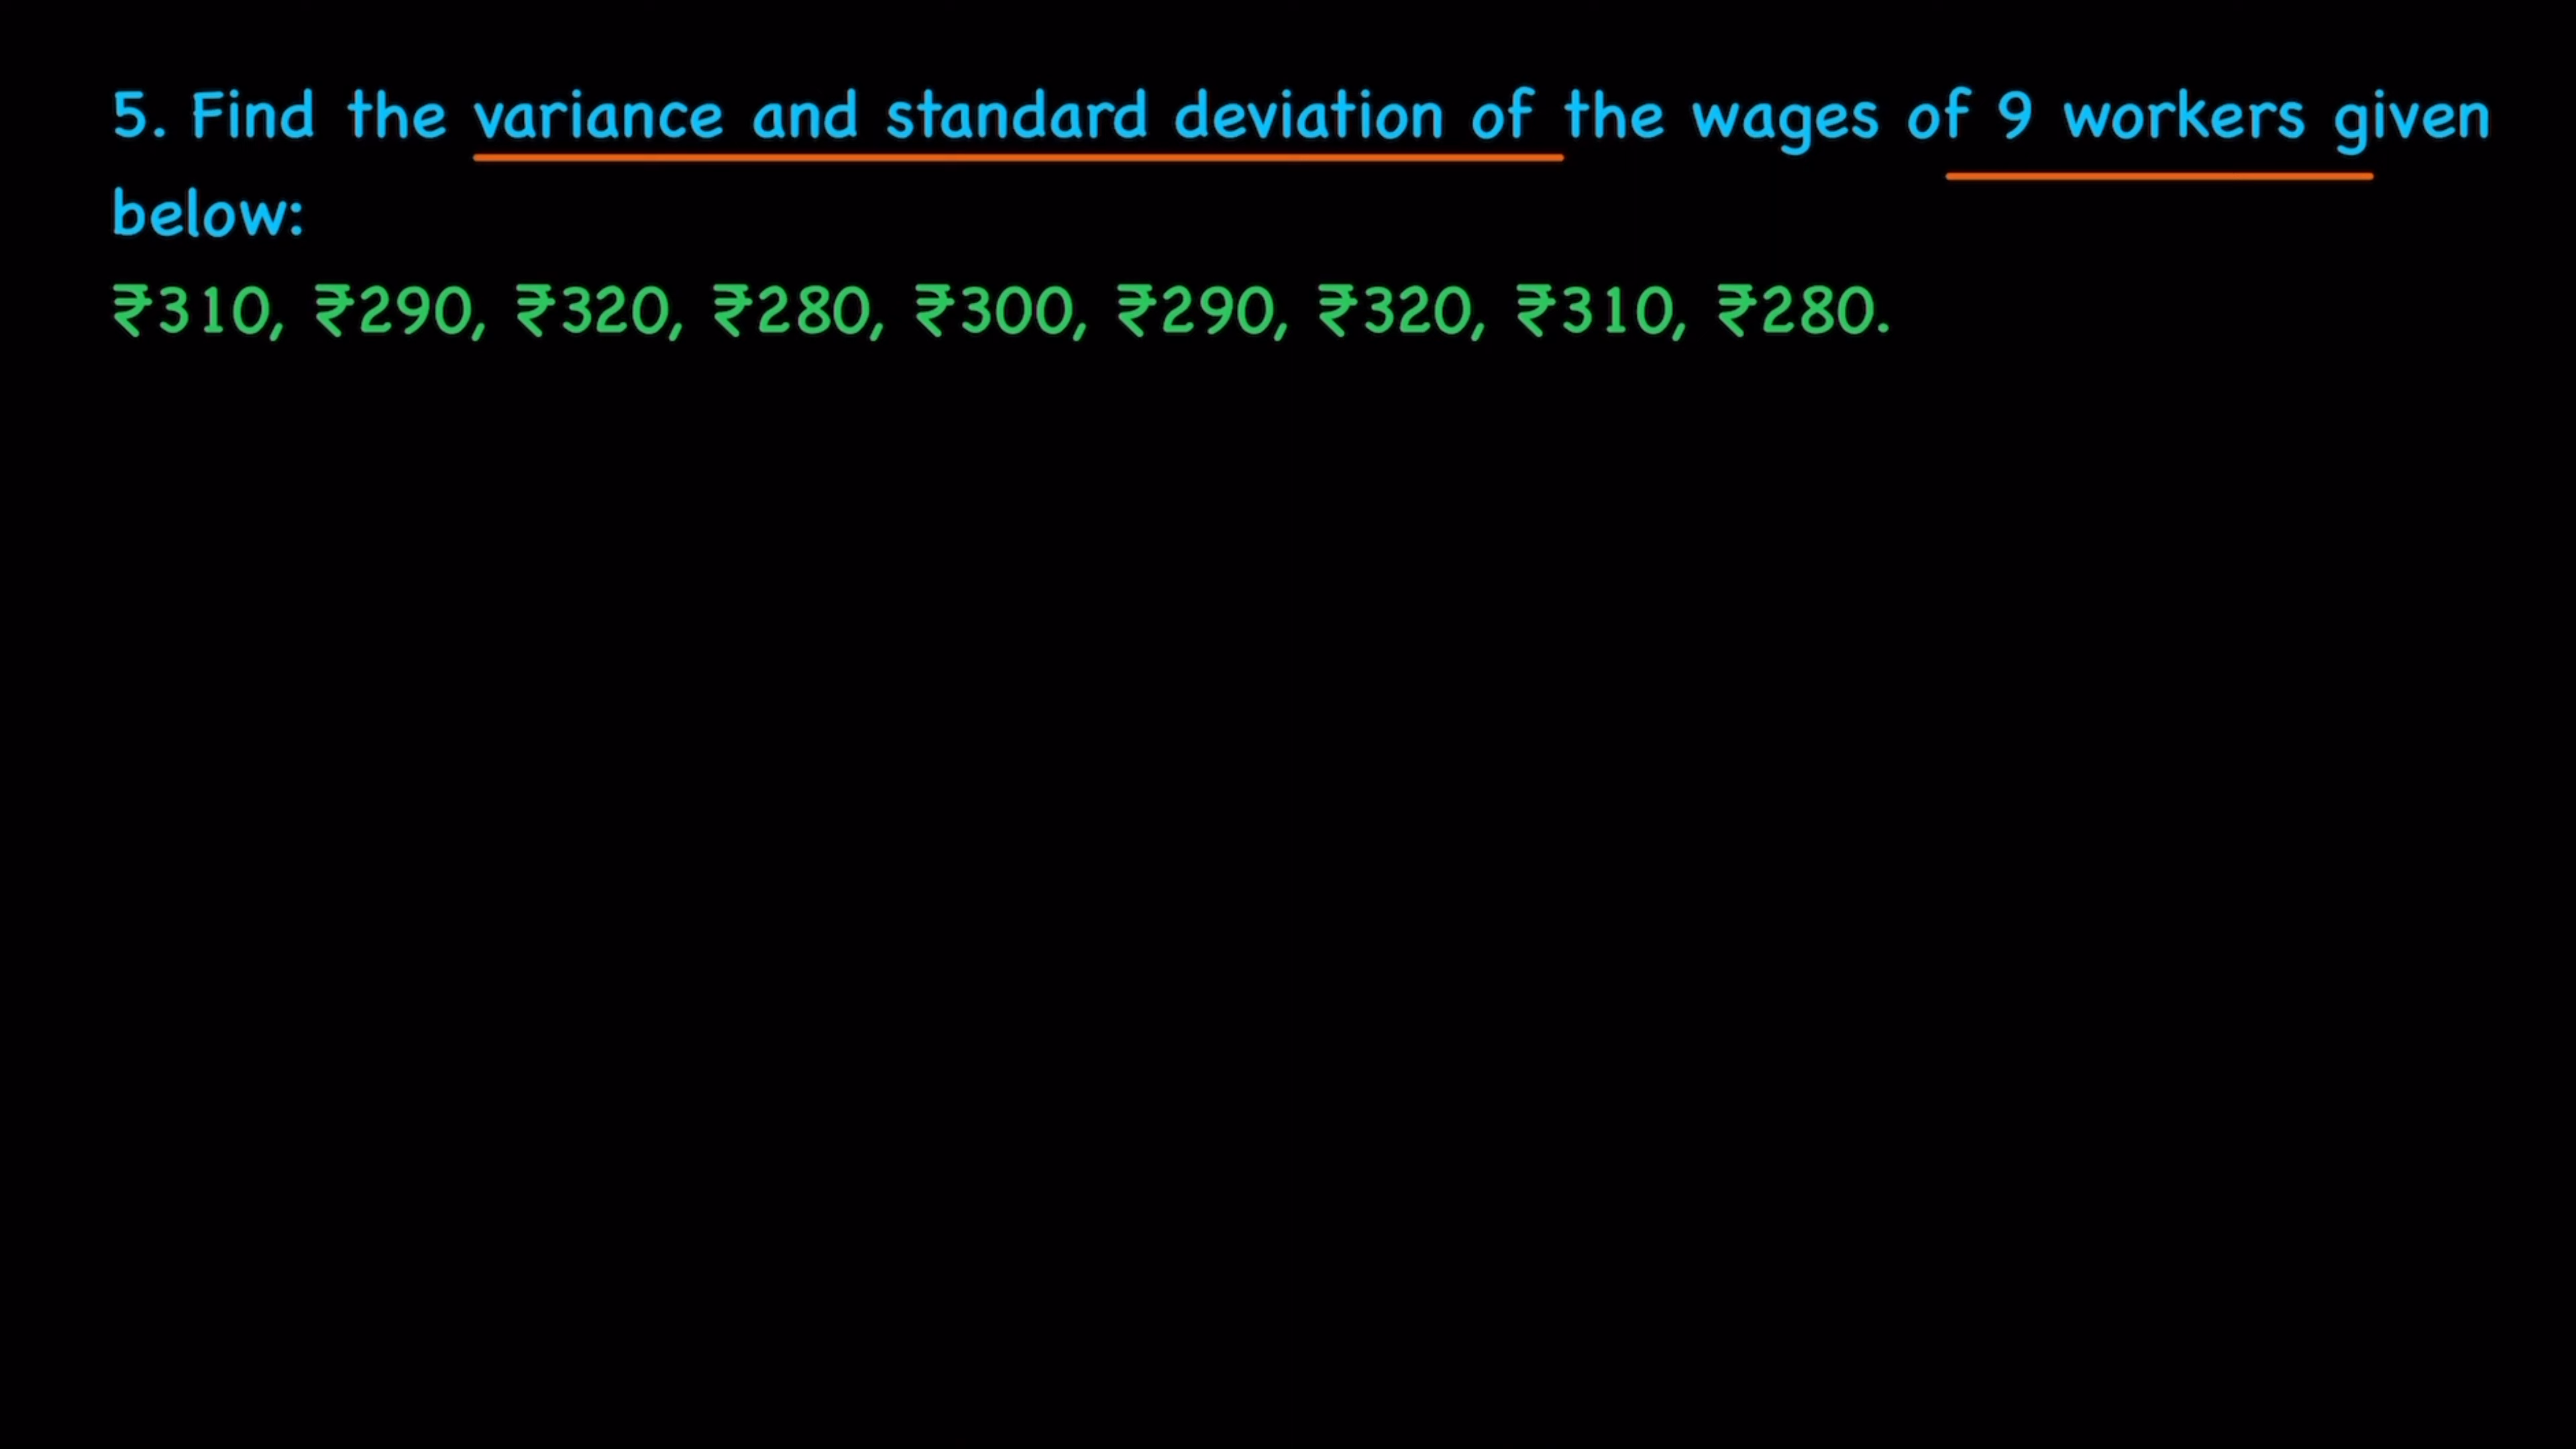 5. Find the variance and standard deviation of the wages of 9 workers given
below:
₹310, ₹290, ₹320, ₹280, ₹300, ₹290, ₹320, ₹310, ₹280.